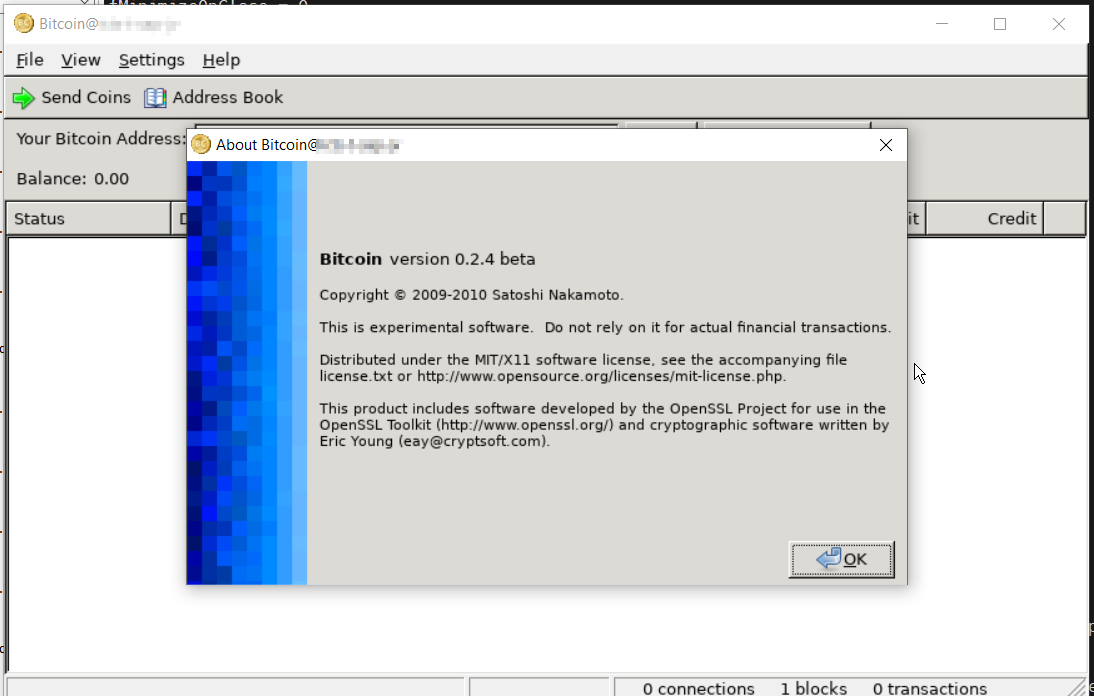 fMinimizeOnClose = 0
Bitcoin@
File View Settings Help
Send Coins Address Book
Your Bitcoin Address:
Balance: 0.00
Status
Credit
About Bitcoin@
Bitcoin version 0.2.4 beta
Copyright © 2009-2010 Satoshi Nakamoto.
This is experimental software. Do not rely on it for actual financial transactions.
Distributed under the MIT/X11 software license, see the accompanying file
license.txt or http://www.opensource.org/licenses/mit-license.php.
This product includes software developed by the OpenSSL Project for use in the
OpenSSL Toolkit (http://www.openssl.org/) and cryptographic software written by
Eric Young (eay@cryptsoft.com).
OK
0 connections 1 blocks 0 transactions